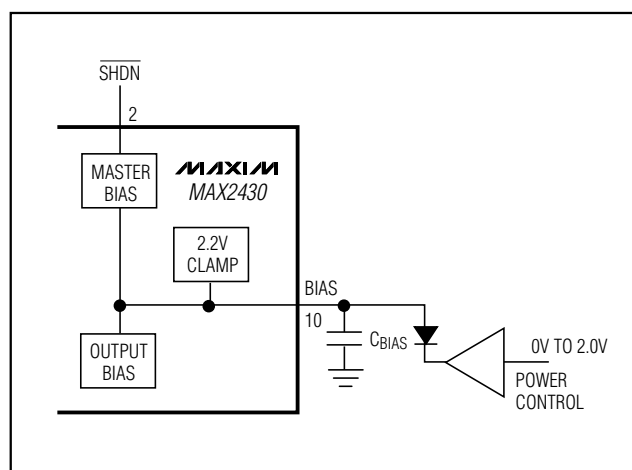 SHDN
2
MASTER
BIAS
MAXIM
MAX2430
2.2V
CLAMP
BIAS
10
OUTPUT
BIAS
CBIAS
0V TO 2.0V
POWER
CONTROL